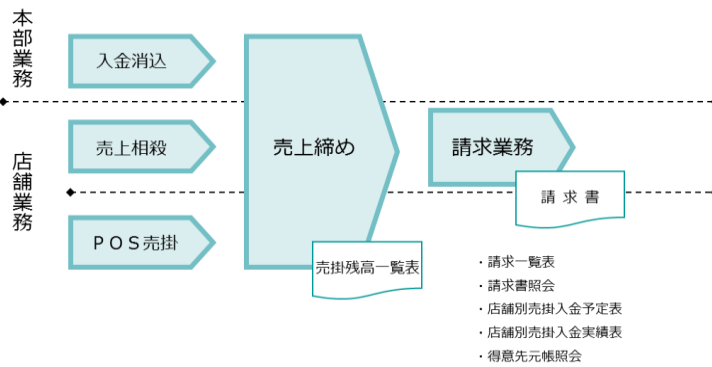 本部業務
入金消込
売上相殺
店舗業務
POS売掛
売上締め
売掛残高一覧表
請求業務
請求書
・請求一覧表
・請求書照会
・店舗別売掛入金予定表
・店舗別売掛入金実績表
・得意先元帳照会